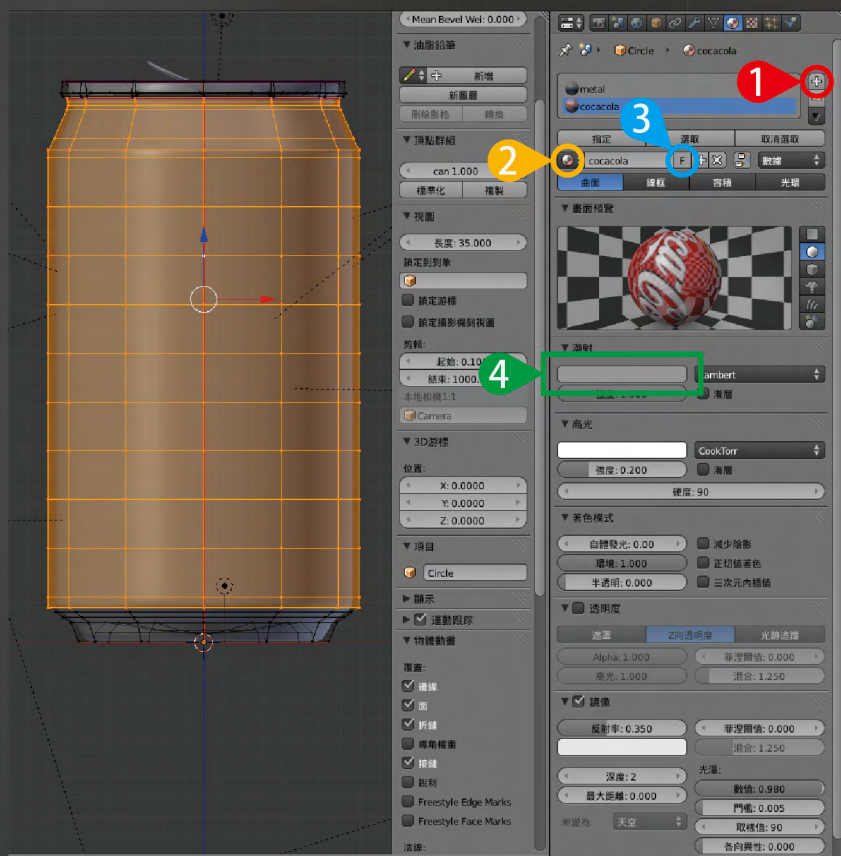 Mean Bevel Wei: 0.000
油脂鉛筆
新增
新圖層
刪除影格
轉換
頂點群組
can 1.000
標準化
複製
視圖
長度: 35.000
鎖定到對象
鎖定游標
鎖定攝影機到視圖
剪輯:
起始: 0.10
結束: 1000.
本地相機1:1
Camera
3D游標
位置:
X: 0.0000
Y: 0.0000
Z: 0.0000
項目
Circle
顯示
運動跟踪
物體動畫
覆蓋:
邊緣
面
折縫
導角權重
接縫
銳利
Freestyle Edge Marks
Freestyle Face Marks
法線:
Circle
cocacola
metal
cocacola
1
指定
選取
取消選取
3
2
cocacola
F
數據
曲面
線框
容積
光環
畫面預覽
漫射
4
Lambert
強度: 1.000
漸層
高光
CookTorr
強度: 0.200
漸層
硬度: 90
著色模式
自體發光: 0.00
減少陰影
環境: 1.000
正切值著色
半透明: 0.000
三次元內插值
透明度
遮罩
Z向透明度
光跡追蹤
Alpha: 1.000
菲涅爾值: 0.000
高光: 1.000
混合: 1.250
鏡像
反射率: 0.350
菲涅爾值: 0.000
混合: 1.250
深度: 2
光澤:
最大距離: 0.000
數值: 0.980
門檻: 0.005
漸變為:
天空
取樣值: 90
各向異性: 0.000